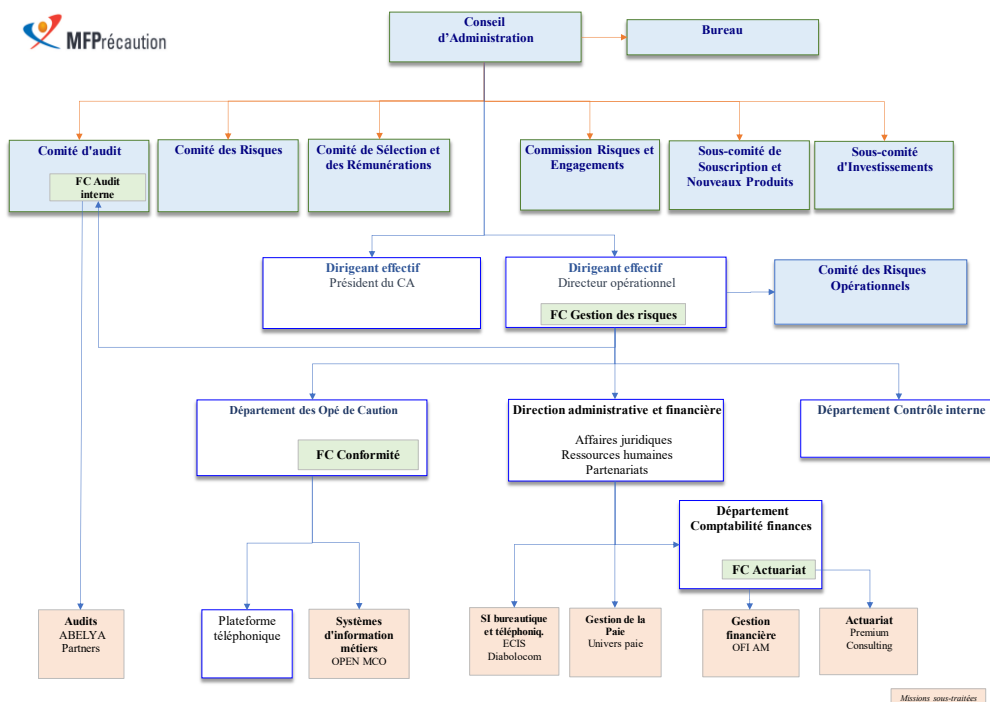 MFPrécaution
Conseil
d'Administration
Bureau
Comité d'audit
FC Audit
interne
Comité des Risques
Comité de Sélection et
des Rémunérations
Commission Risques et
Engagements
Sous-comité de
Souscription et
Nouveaux Produits
Sous-comité
d'Investissements
Dirigeant effectif
Président du CA
Dirigeant effectif
Directeur opérationnel
FC Gestion des risques
Comité des Risques
Opérationnels
Département des Opé de Caution
FC Conformité
Direction administrative et financière
Affaires juridiques
Ressources humaines
Partenariats
Département Contrôle interne
Département
Comptabilité finances
FC Actuariat
Audits
ABELYA
Partners
Plateforme
téléphonique
Systèmes
d'information
métiers
OPEN MCO
SI bureautique
et téléphoniq.
ECIS
Diabolocom
Gestion de la
Paie
Univers paie
Gestion
financière
OFI AM
Actuariat
Premium
Consulting
Missions sous-traitées